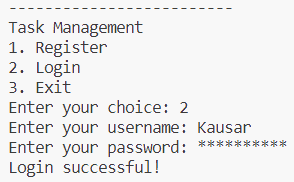 -------------------------
Task Management
1. Register
2. Login
3. Exit
Enter your choice: 2
Enter your username: Kausar
Enter your password: **********
Login successful!